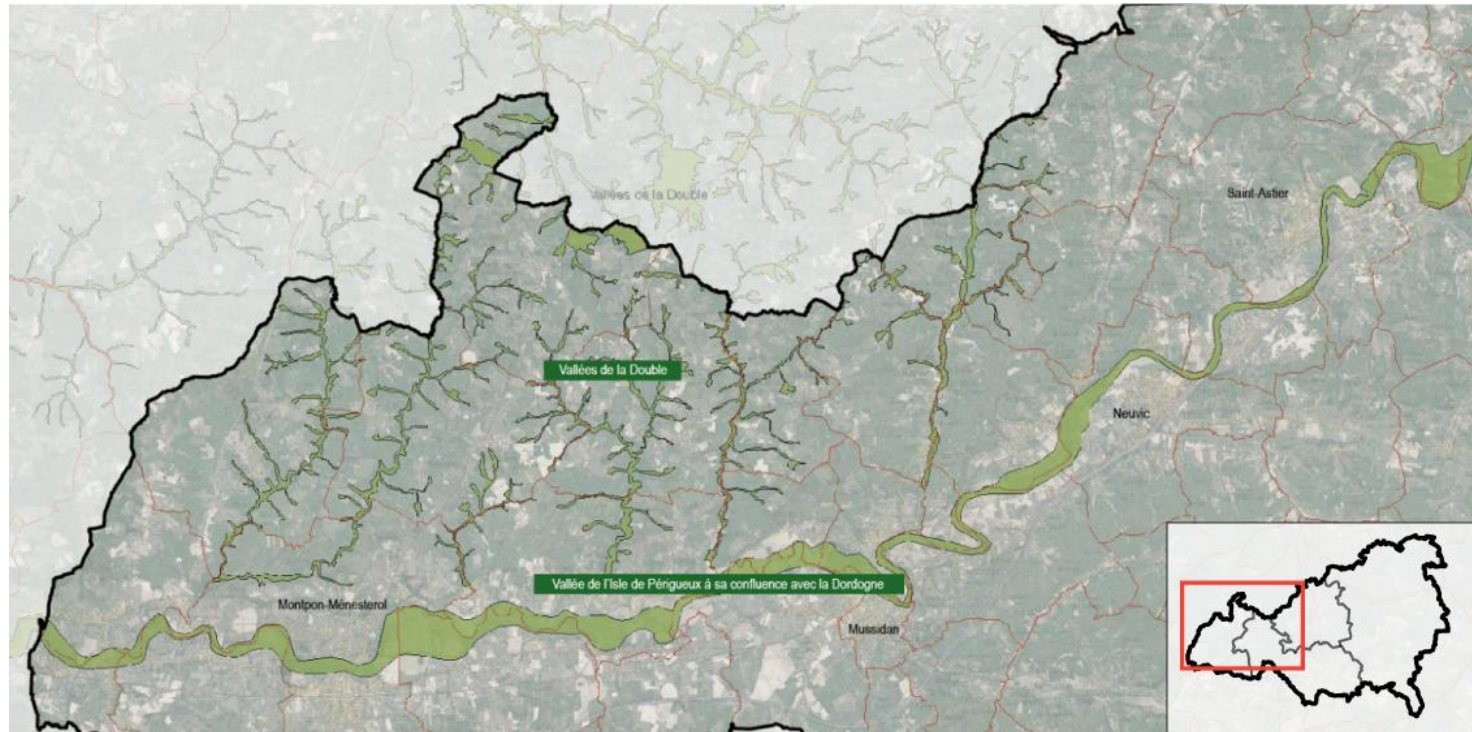 Vallées de la Double
Saint-Astier
Vallées de la Double
Neuvic
Vallée de l'Isle de Périgueux à sa confluence avec la Dordogne
Montpon-Ménesterol
Mussidan